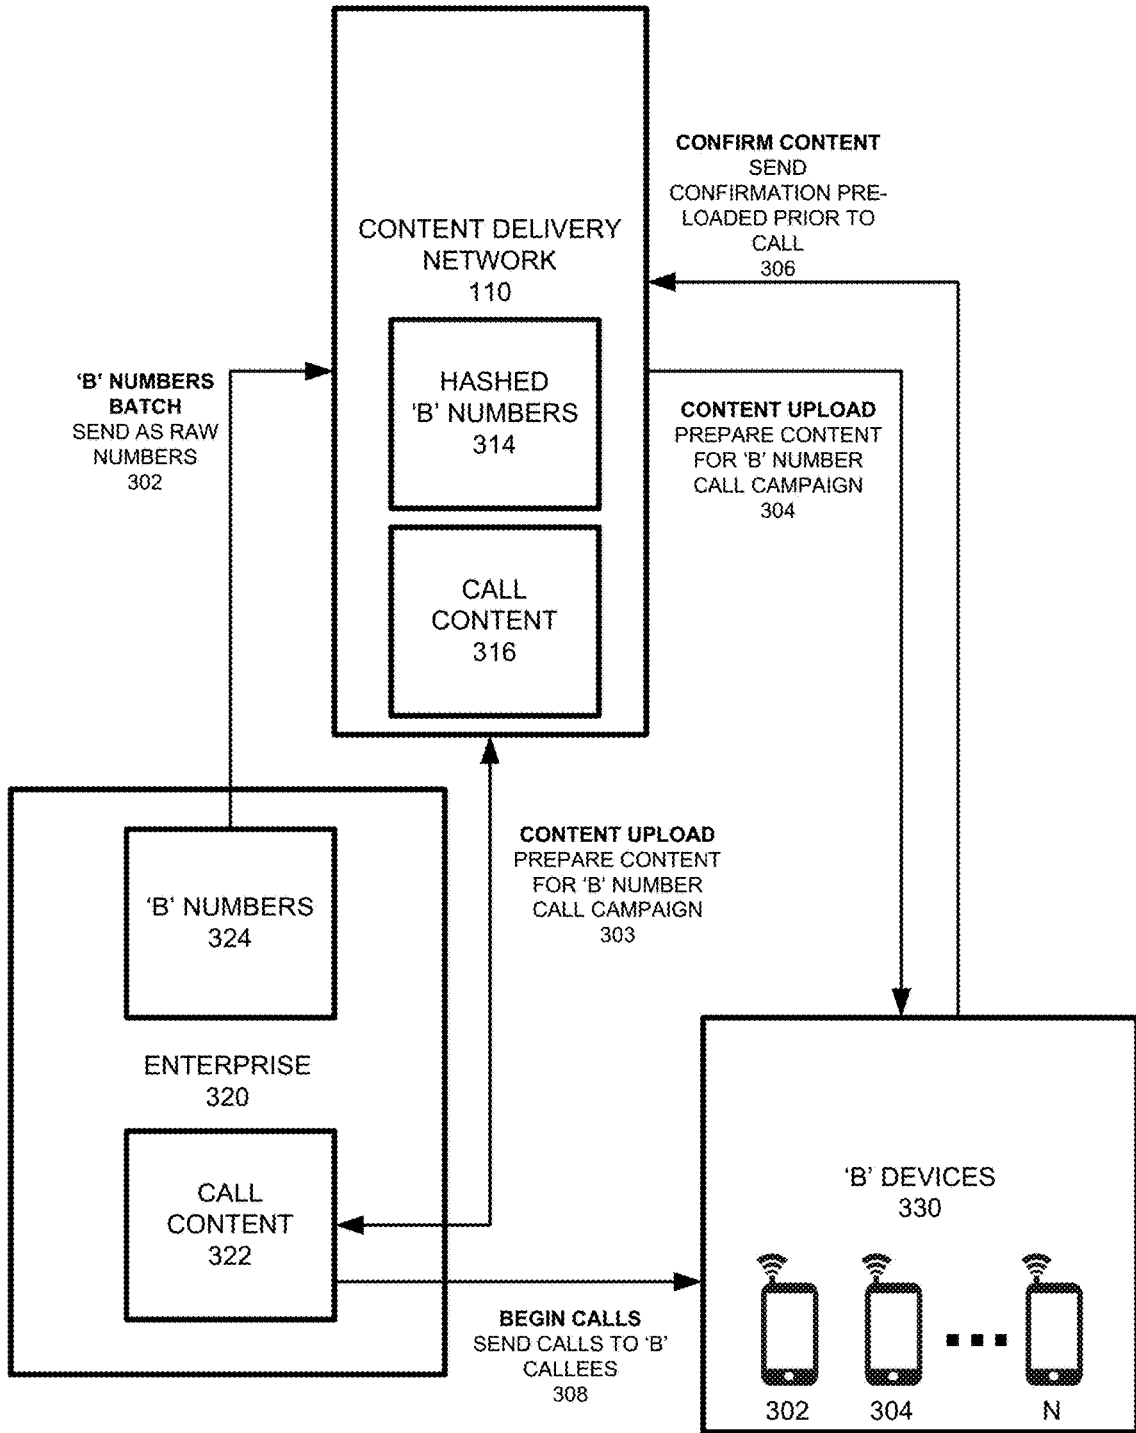 CONFIRM CONTENT
SEND
CONFIRMATION PRE-
LOADED PRIOR TO
CALL
306
CONTENT DELIVERY
NETWORK
110
HASHED
'B' NUMBERS
314
'B' NUMBERS
BATCH
SEND AS RAW
NUMBERS
302
CONTENT UPLOAD
PREPARE CONTENT
FOR 'B' NUMBER
CALL CAMPAIGN
304
CALL
CONTENT
316
CONTENT UPLOAD
PREPARE CONTENT
FOR 'B' NUMBER
CALL CAMPAIGN
303
'B' NUMBERS
324
ENTERPRISE
320
CALL
CONTENT
322
'B' DEVICES
330
BEGIN CALLS
SEND CALLS TO 'B'
CALLEES
308
302
304
N